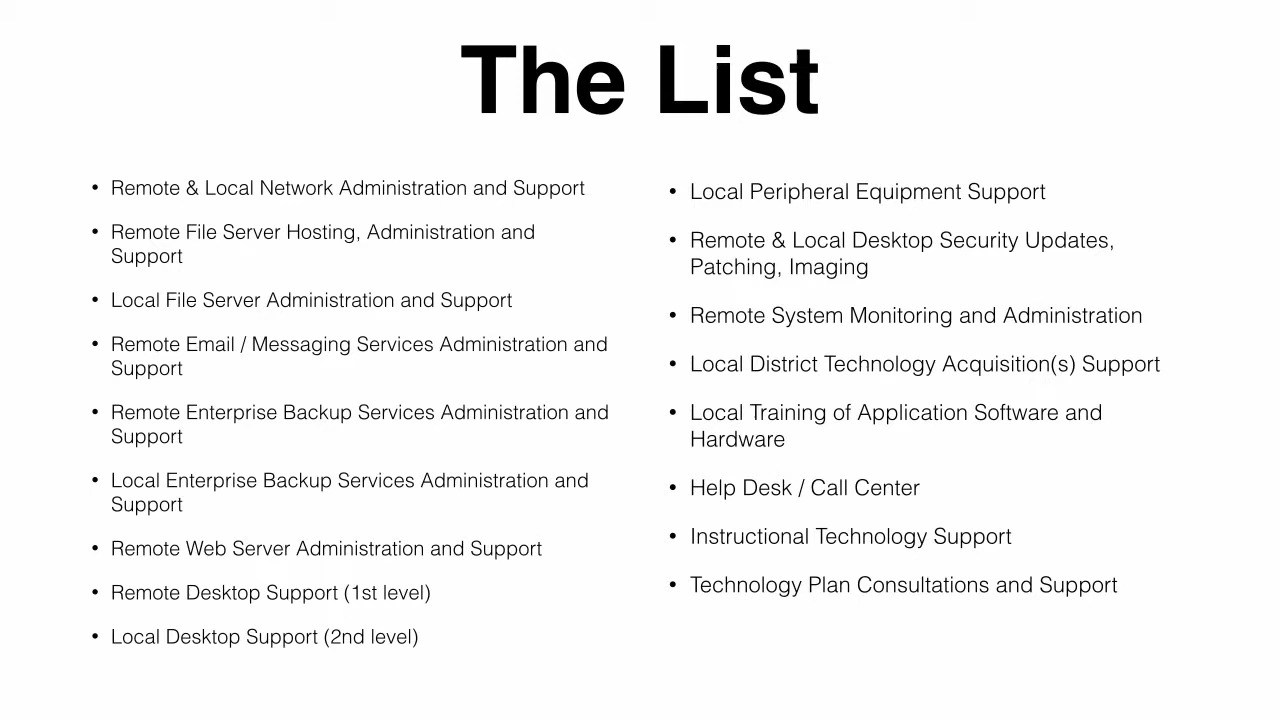 The List
• Remote & Local Network Administration and Support
• Remote File Server Hosting, Administration and
Support
• Local File Server Administration and Support
• Remote Email / Messaging Services Administration and
Support
• Remote Enterprise Backup Services Administration and
Support
• Local Enterprise Backup Services Administration and
Support
• Remote Web Server Administration and Support
• Remote Desktop Support (1st level)
• Local Desktop Support (2nd level)
• Local Peripheral Equipment Support
• Remote & Local Desktop Security Updates,
Patching, Imaging
• Remote System Monitoring and Administration
• Local District Technology Acquisition(s) Support
• Local Training of Application Software and
Hardware
• Help Desk / Call Center
• Instructional Technology Support
• Technology Plan Consultations and Support